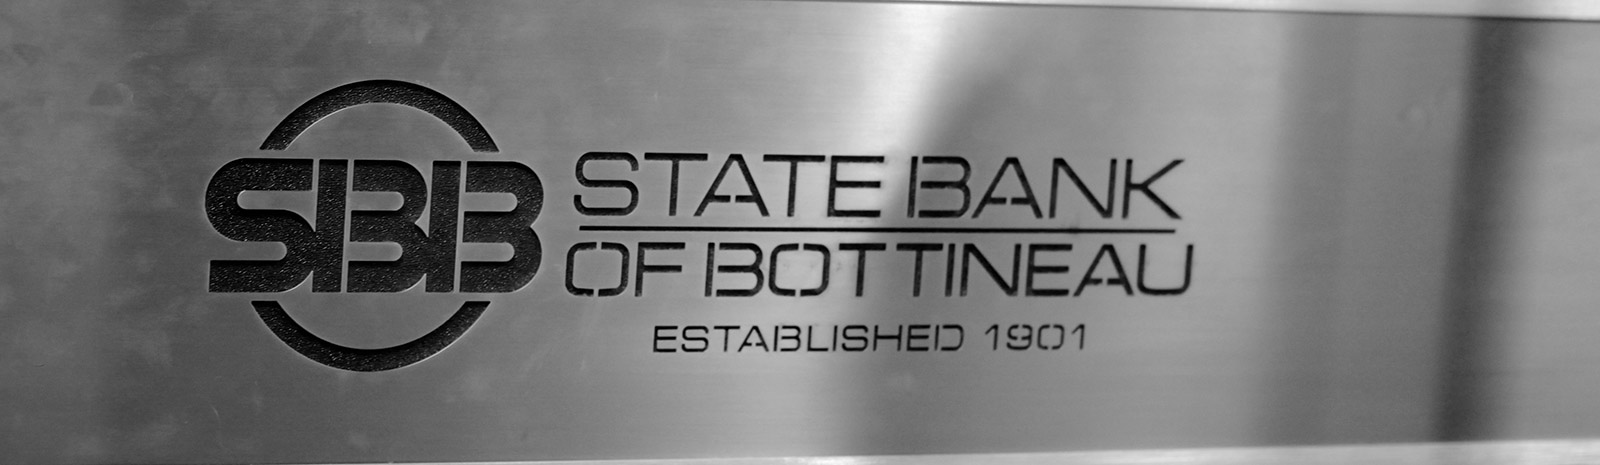 SBB
STATE BANK
OF BOTTINEAU
ESTABLISHED 1901